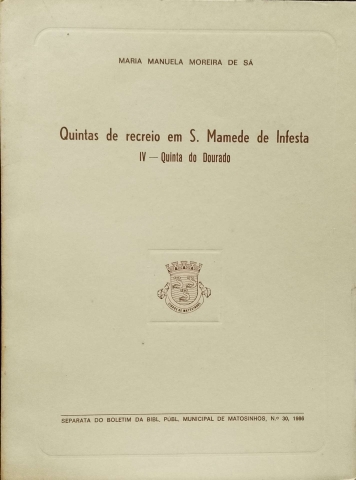 MARIA MANUELA MOREIRA DE SÁ
Quintas de recreio em S. Mamede de Infesta
IV — Quinta do Dourado
SEPARATA DO BOLETIM DA BIBL. PÚBL. MUNICIPAL DE MATOSINHOS, N.º 30, 1986